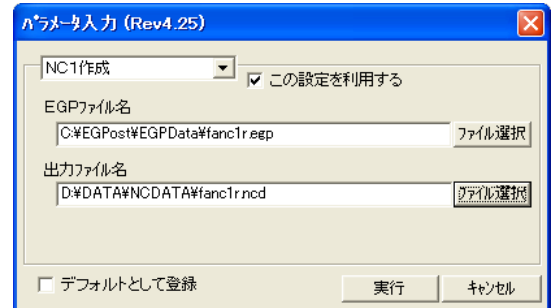 ﾊﾟﾗﾒｰﾀ入力 (Rev4.25)
NC1作成
この設定を利用する
EGPﾌｧｲﾙ名
C:¥EGPost¥EGPData¥fanc1r.egp
ﾌｧｲﾙ選択
出力ﾌｧｲﾙ名
D:¥DATA¥NCDATA¥fanc1r.ncd
ﾌｧｲﾙ選択
デフォルトとして登録
実行
ｷｬﾝｾﾙ